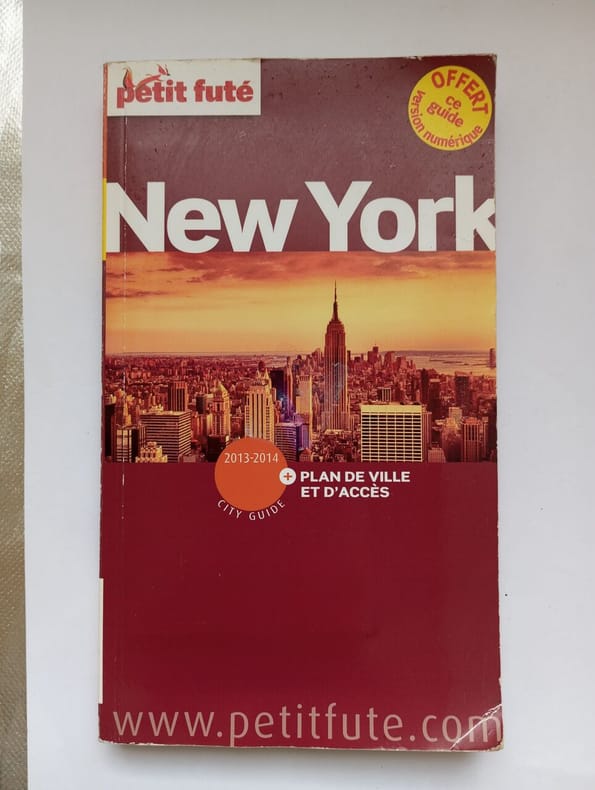 petit futé
OFFERT
ce
guide
version numérique
New York
2013-2014
CITY GUIDE
+ PLAN DE VILLE
ET D'ACCÈS
www.petitfute.com